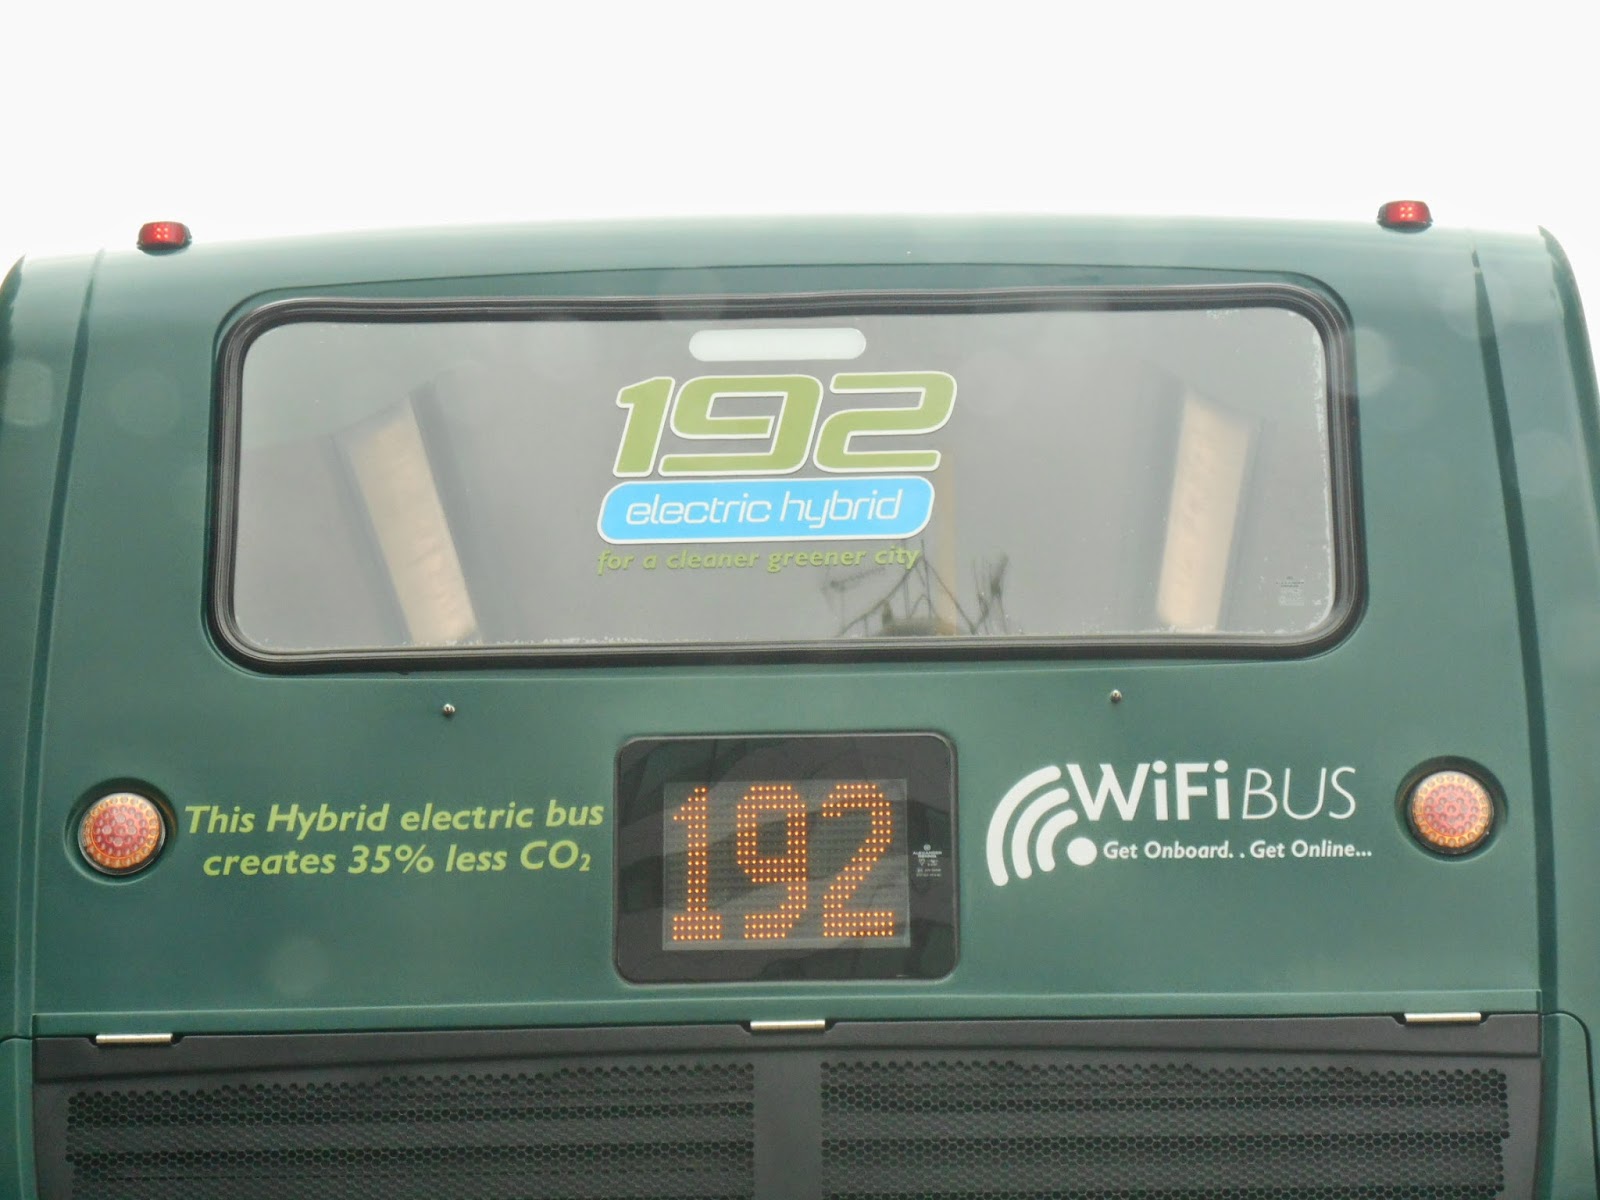 192
electric hybrid
for a cleaner greener city
This Hybrid electric bus
creates 35% less CO₂
192
WiFi BUS
Get Onboard. . Get Online...